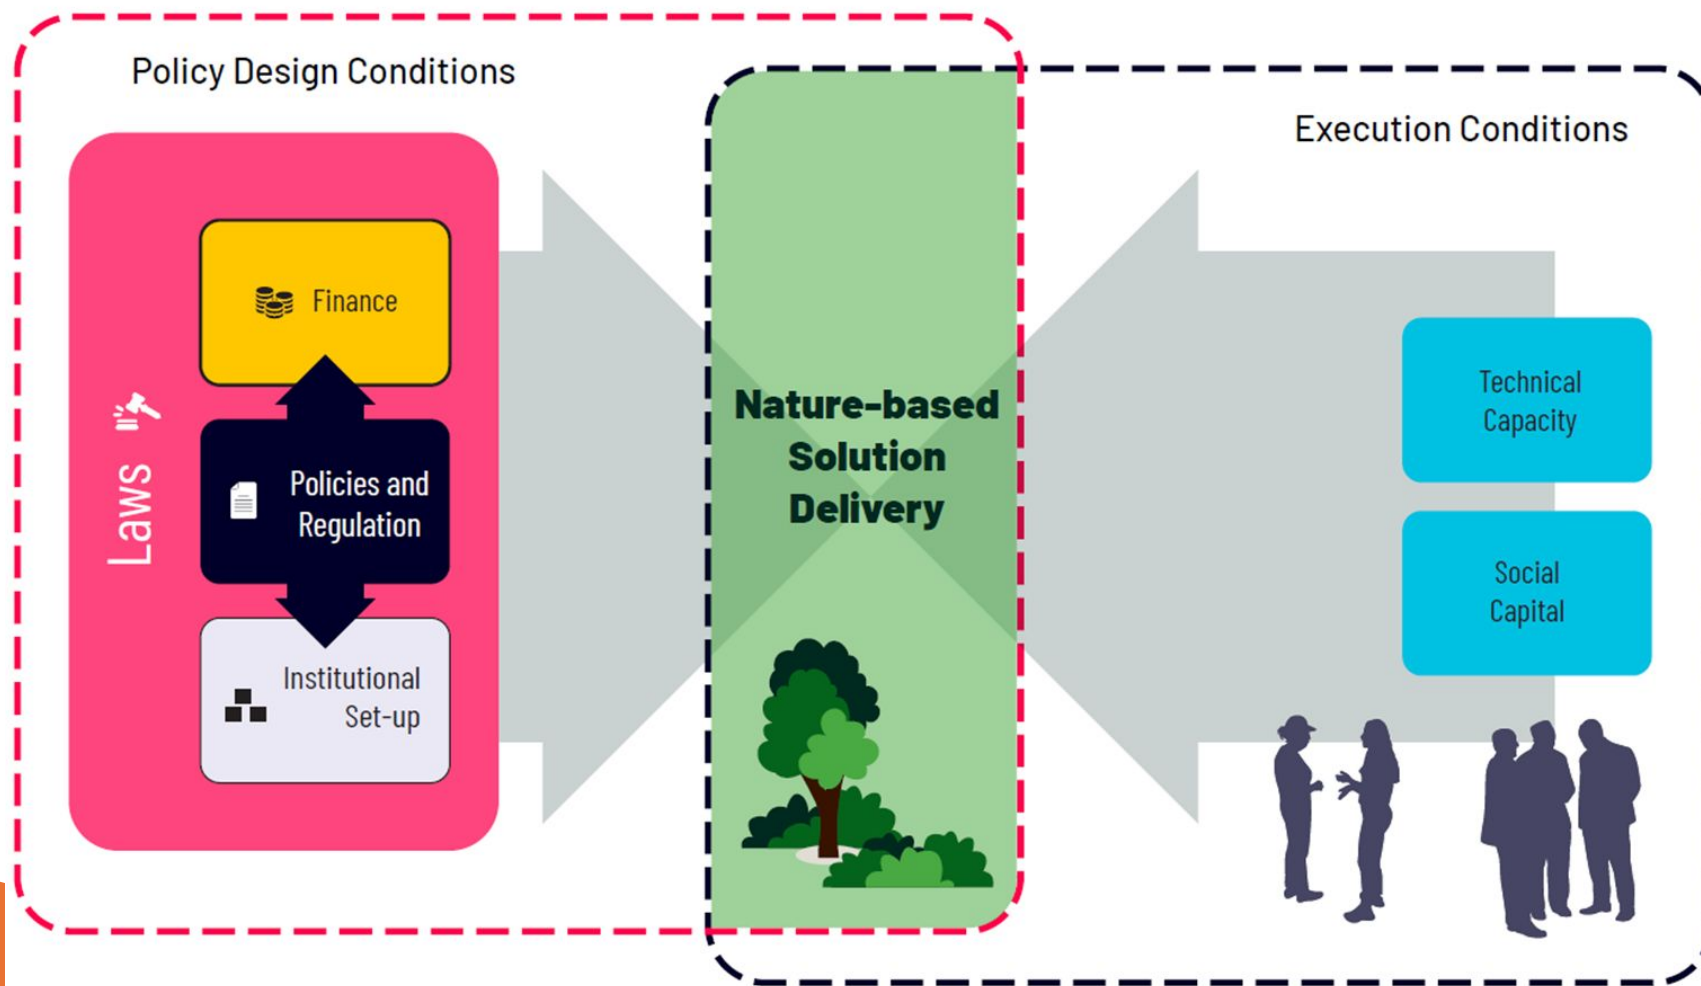 Policy Design Conditions
Execution Conditions
Laws
Finance
Policies and
Regulation
Institutional
Set-up
Nature-based
Solution
Delivery
Technical
Capacity
Social
Capital